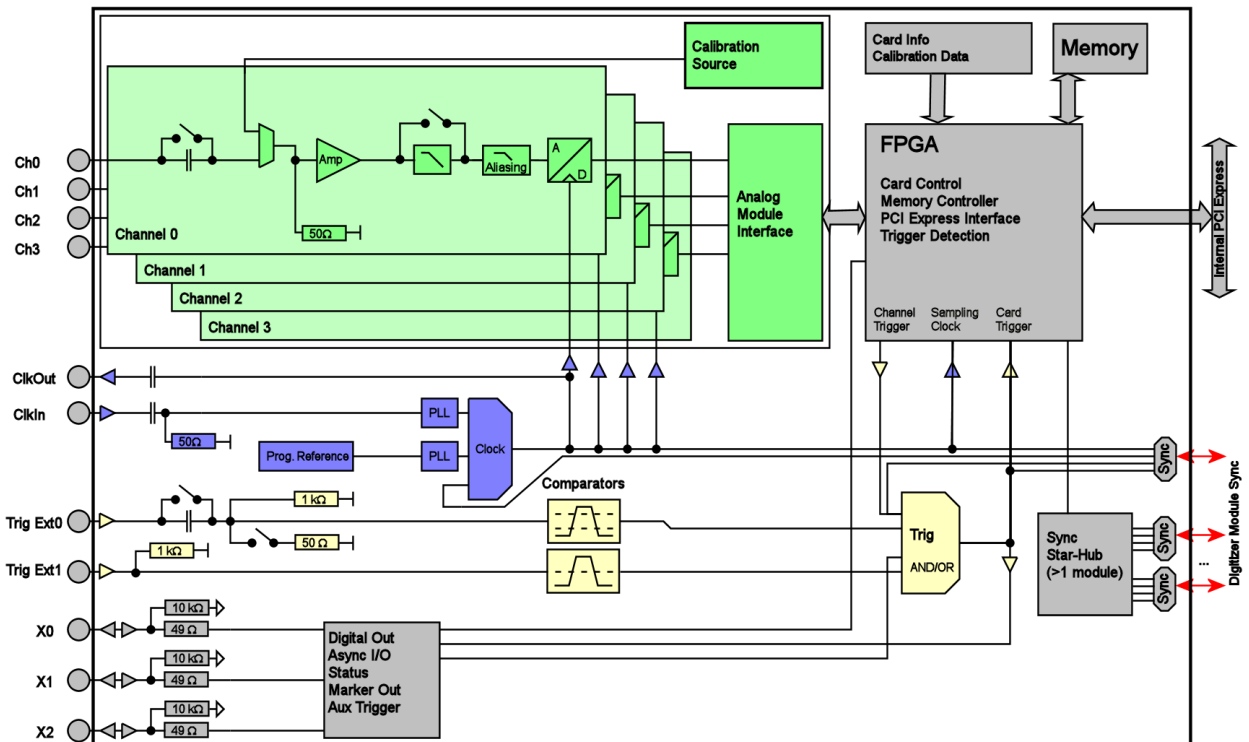 Calibration
Source
Card Info
Calibration Data
Memory
Ch0
Ch1
Ch2
Ch3
Amp
Aliasing
A
D
50Ω
Channel 0
Channel 1
Channel 2
Channel 3
Analog
Module
Interface
FPGA
Card Control
Memory Controller
PCI Express Interface
Trigger Detection
Channel
Trigger
Sampling
Clock
Card
Trigger
Internal PCI Express
ClkOut
ClkIn
50Ω
PLL
Prog. Reference
PLL
Clock
Sync
Comparators
Trig Ext0
1 kΩ
50 Ω
Trig Ext1
1 kΩ
Trig
AND/OR
Sync
Star-Hub
(>1 module)
Sync
...
Sync
Digitizer Module Sync
X0
10 kΩ
49 Ω
X1
10 kΩ
49 Ω
X2
10 kΩ
49 Ω
Digital Out
Async I/O
Status
Marker Out
Aux Trigger